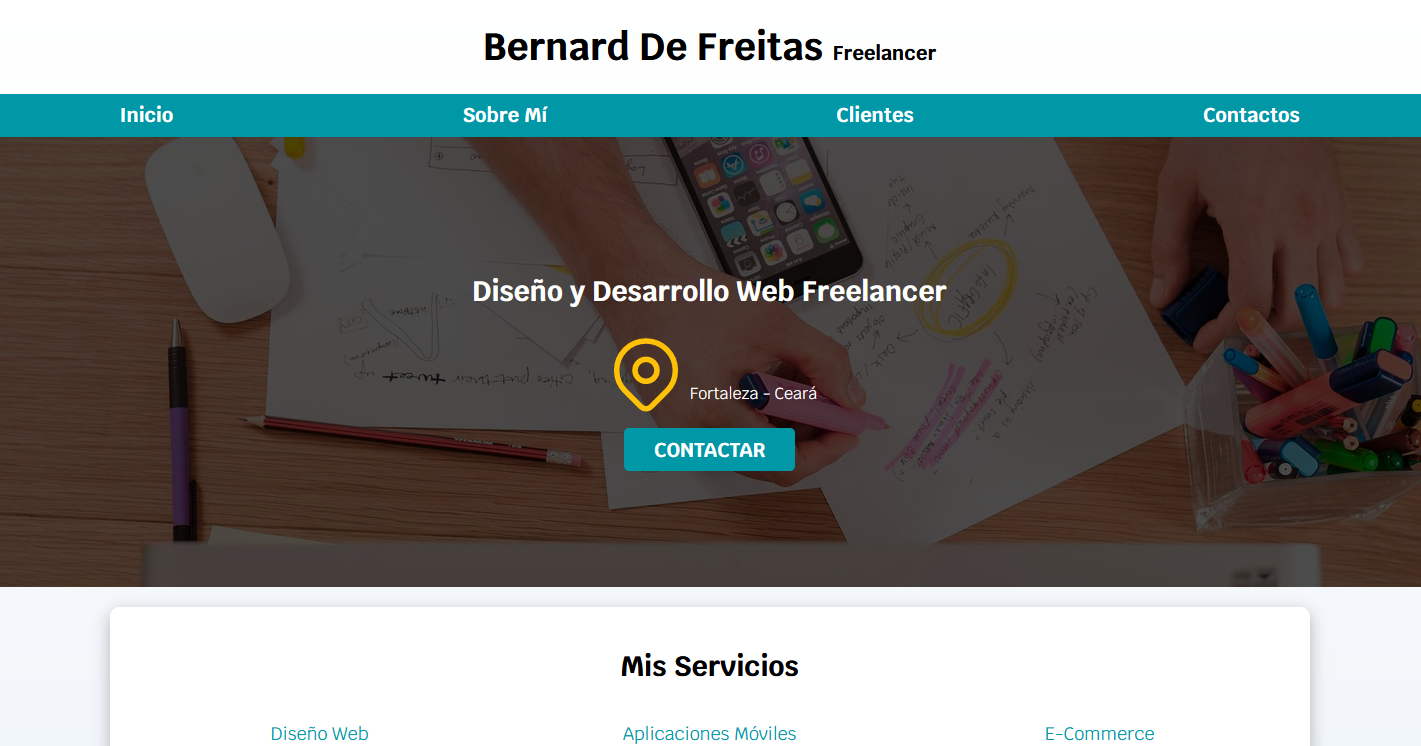 Bernard De Freitas Freelancer
Inicio Sobre Mí Clientes Contactos
Diseño y Desarrollo Web Freelancer
Fortaleza - Ceará
CONTACTAR
Mis Servicios
Diseño Web Aplicaciones Móviles E-Commerce